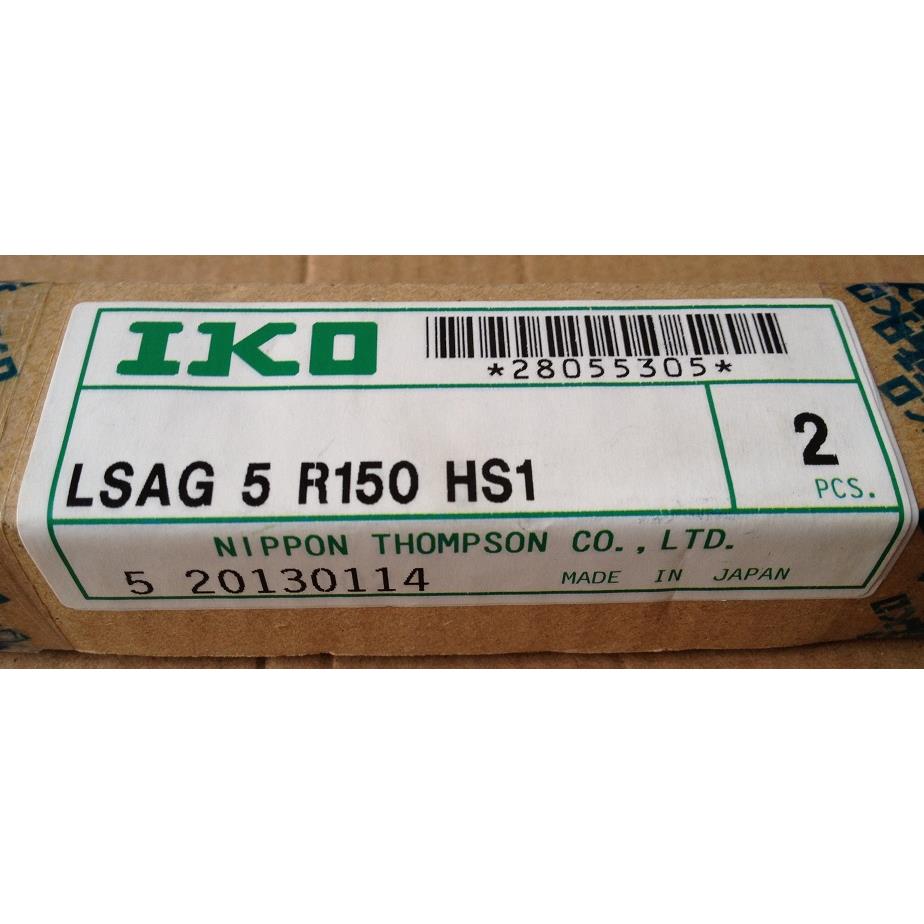 IKO
*28055305*
LSAG 5 R150 HS1
2
PCS.
NIPPON THOMPSON CO.,LTD.
5 20130114
MADE IN JAPAN